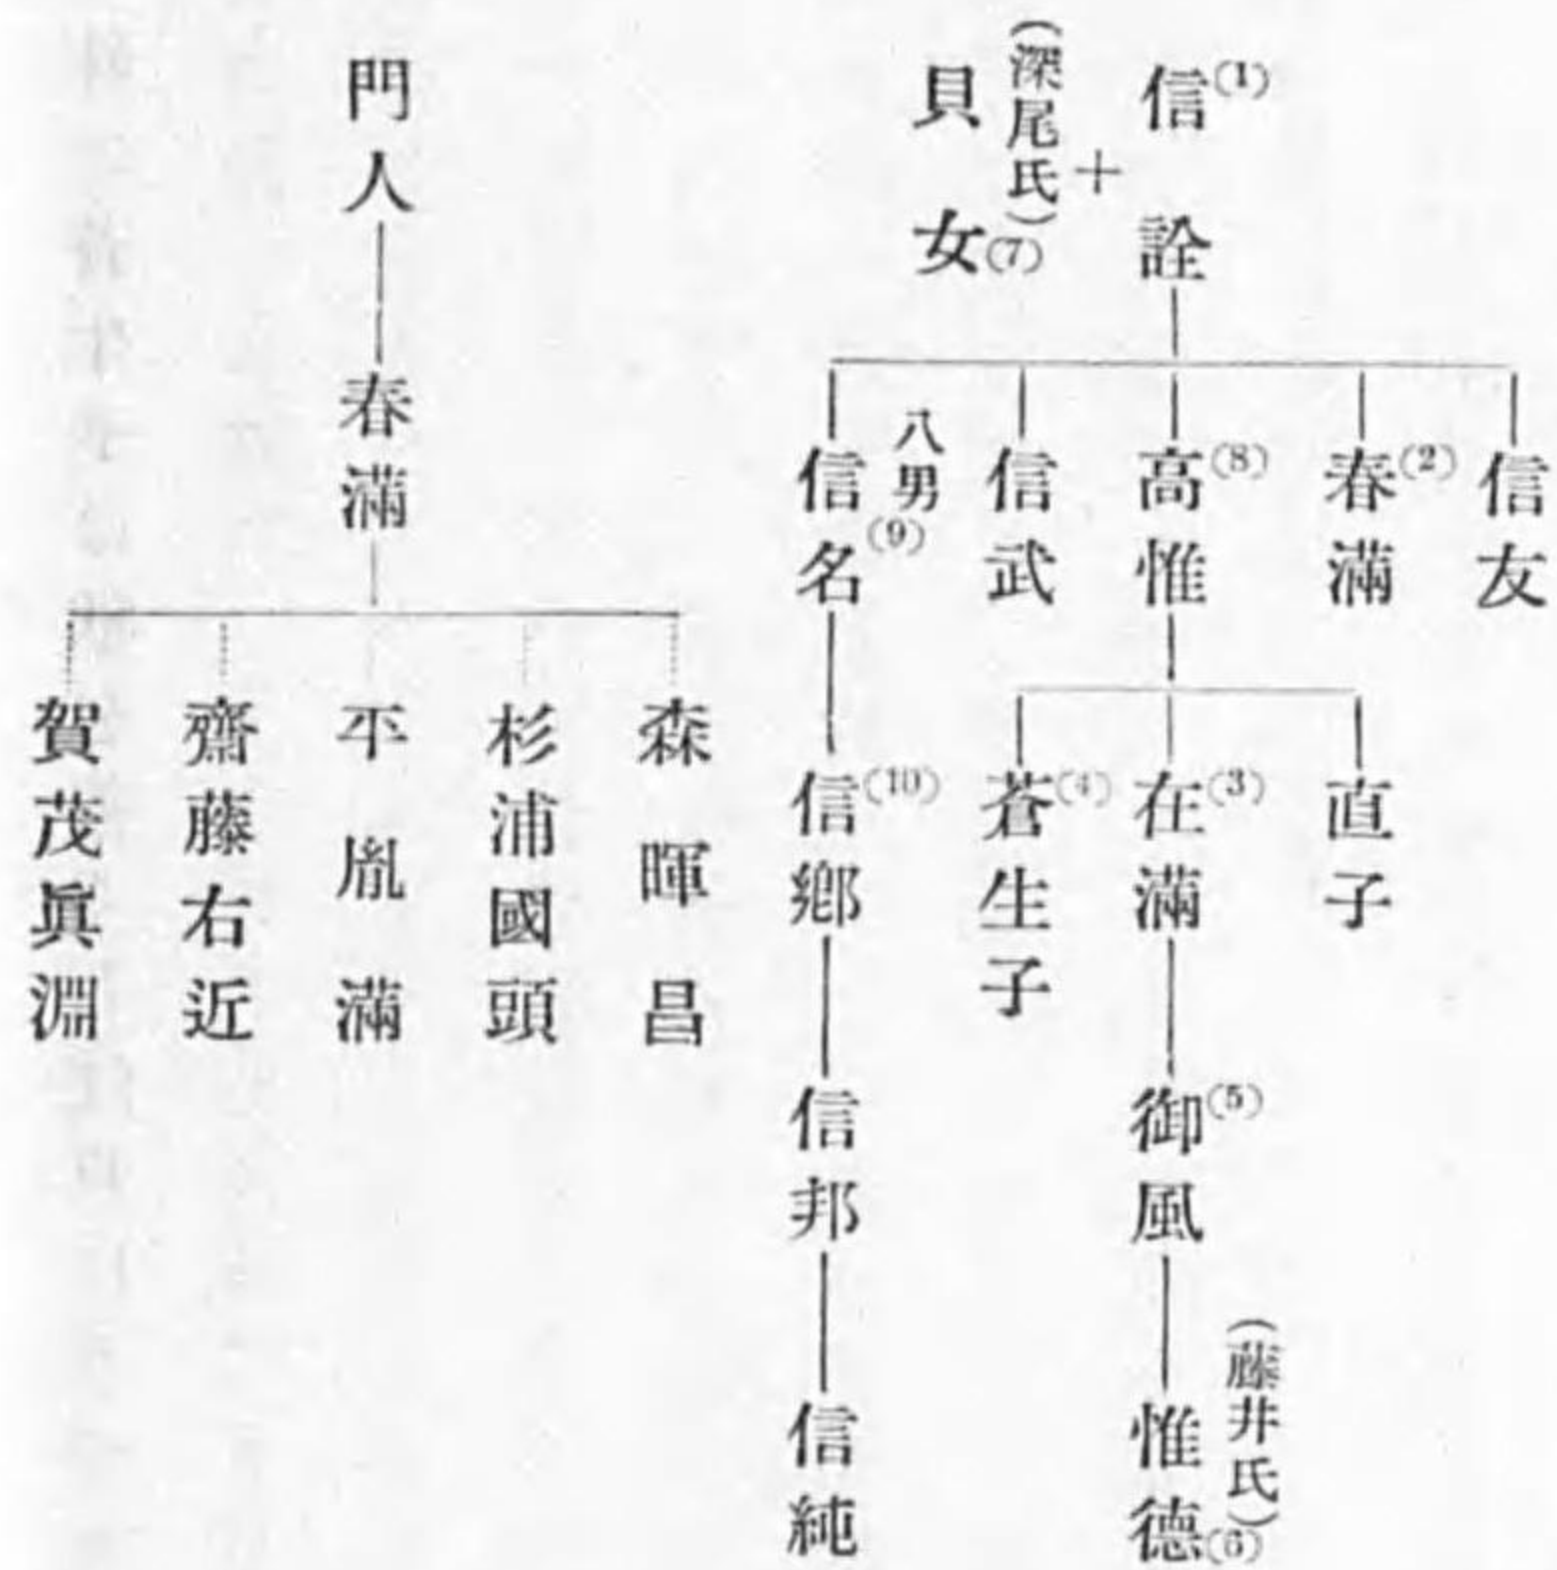 信詮(1)
+
(深尾氏)
貝女(7)
信友
春滿(2)
高惟(8)
信武
八男
信名(9)
直子
在滿(3)
蒼生子(4)
信鄕(10)
御風(5)
信邦
(藤井氏)
惟德(6)
信純
門人
春滿
森暉昌
杉浦國頭
平胤滿
齋藤右近
賀茂眞淵